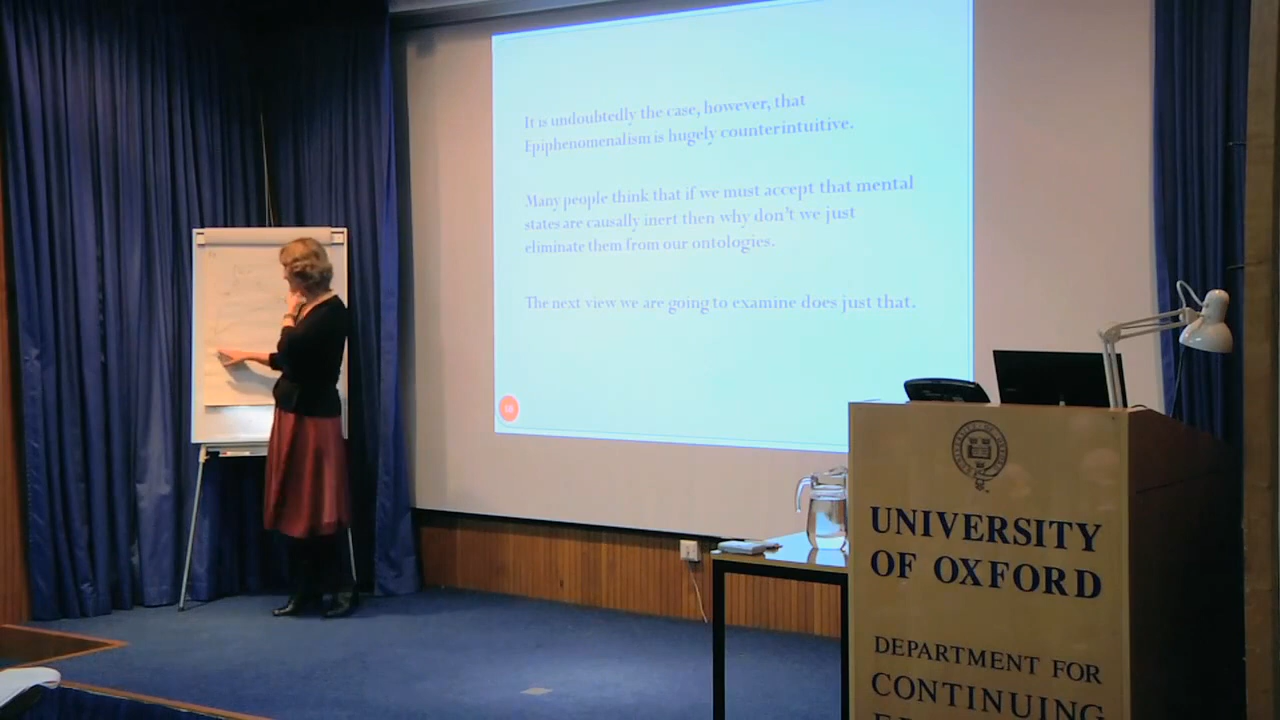 It is undoubtedly the case, however, that
Epiphenomenalism is hugely counterintuitive.
Many people think that if we must accept that mental
states are causally inert then why don't we just
eliminate them from our ontologies.
The next view we are going to examine does just that.
UNIVERSITY
OF OXFORD
DEPARTMENT FOR
CONTINUING